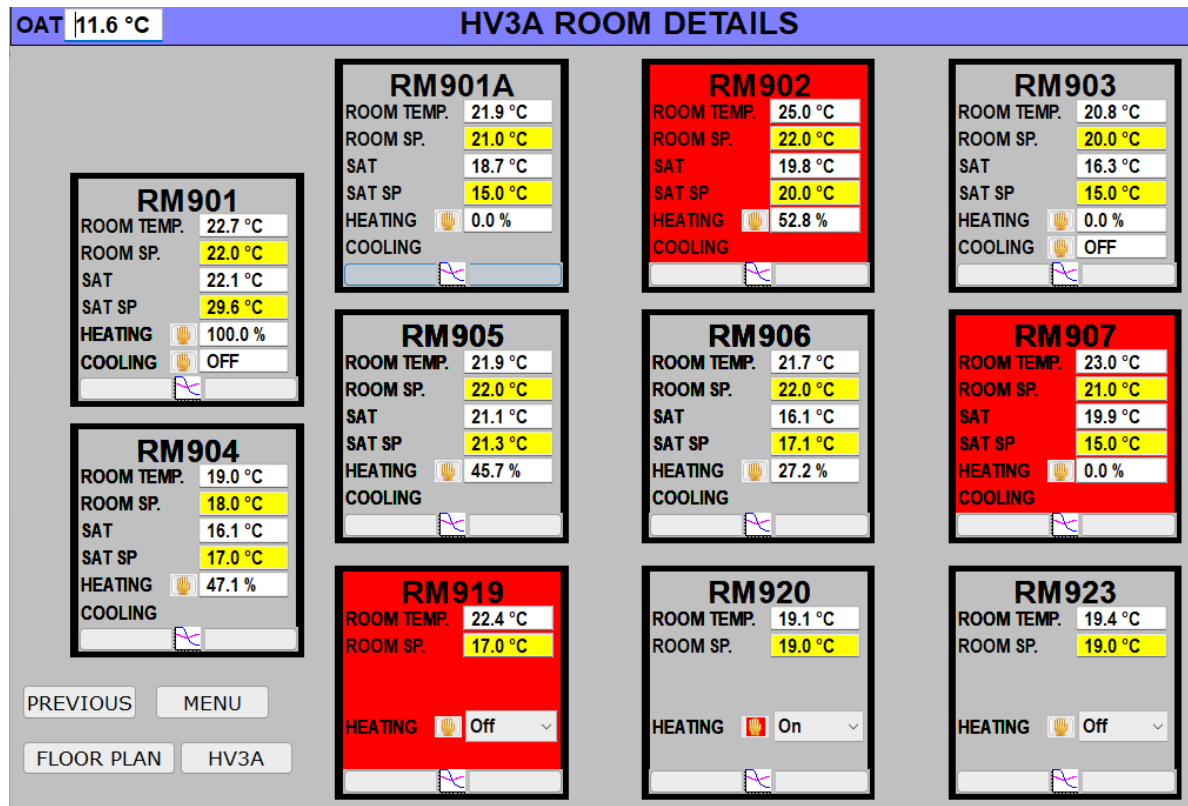 OAT 11.6 °C HV3A ROOM DETAILS
RM901
ROOM TEMP. 22.7 °C
ROOM SP. 22.0 °C
SAT 22.1 °C
SAT SP 29.6 °C
HEATING 100.0 %
COOLING OFF
RM901A
ROOM TEMP. 21.9 °C
ROOM SP. 21.0 °C
SAT 18.7 °C
SAT SP 15.0 °C
HEATING 0.0 %
COOLING
RM902
ROOM TEMP. 25.0 °C
ROOM SP. 22.0 °C
SAT 19.8 °C
SAT SP 20.0 °C
HEATING 52.8 %
COOLING
RM903
ROOM TEMP. 20.8 °C
ROOM SP. 20.0 °C
SAT 16.3 °C
SAT SP 15.0 °C
HEATING 0.0 %
COOLING OFF
RM904
ROOM TEMP. 19.0 °C
ROOM SP. 18.0 °C
SAT 16.1 °C
SAT SP 17.0 °C
HEATING 47.1 %
COOLING
RM905
ROOM TEMP. 21.9 °C
ROOM SP. 22.0 °C
SAT 21.1 °C
SAT SP 21.3 °C
HEATING 45.7 %
COOLING
RM906
ROOM TEMP. 21.7 °C
ROOM SP. 22.0 °C
SAT 16.1 °C
SAT SP 17.1 °C
HEATING 27.2 %
COOLING
RM907
ROOM TEMP. 23.0 °C
ROOM SP. 21.0 °C
SAT 19.9 °C
SAT SP 15.0 °C
HEATING 0.0 %
COOLING
RM919
ROOM TEMP. 22.4 °C
ROOM SP. 17.0 °C
HEATING Off
RM920
ROOM TEMP. 19.1 °C
ROOM SP. 19.0 °C
HEATING On
RM923
ROOM TEMP. 19.4 °C
ROOM SP. 19.0 °C
HEATING Off
PREVIOUS MENU
FLOOR PLAN HV3A